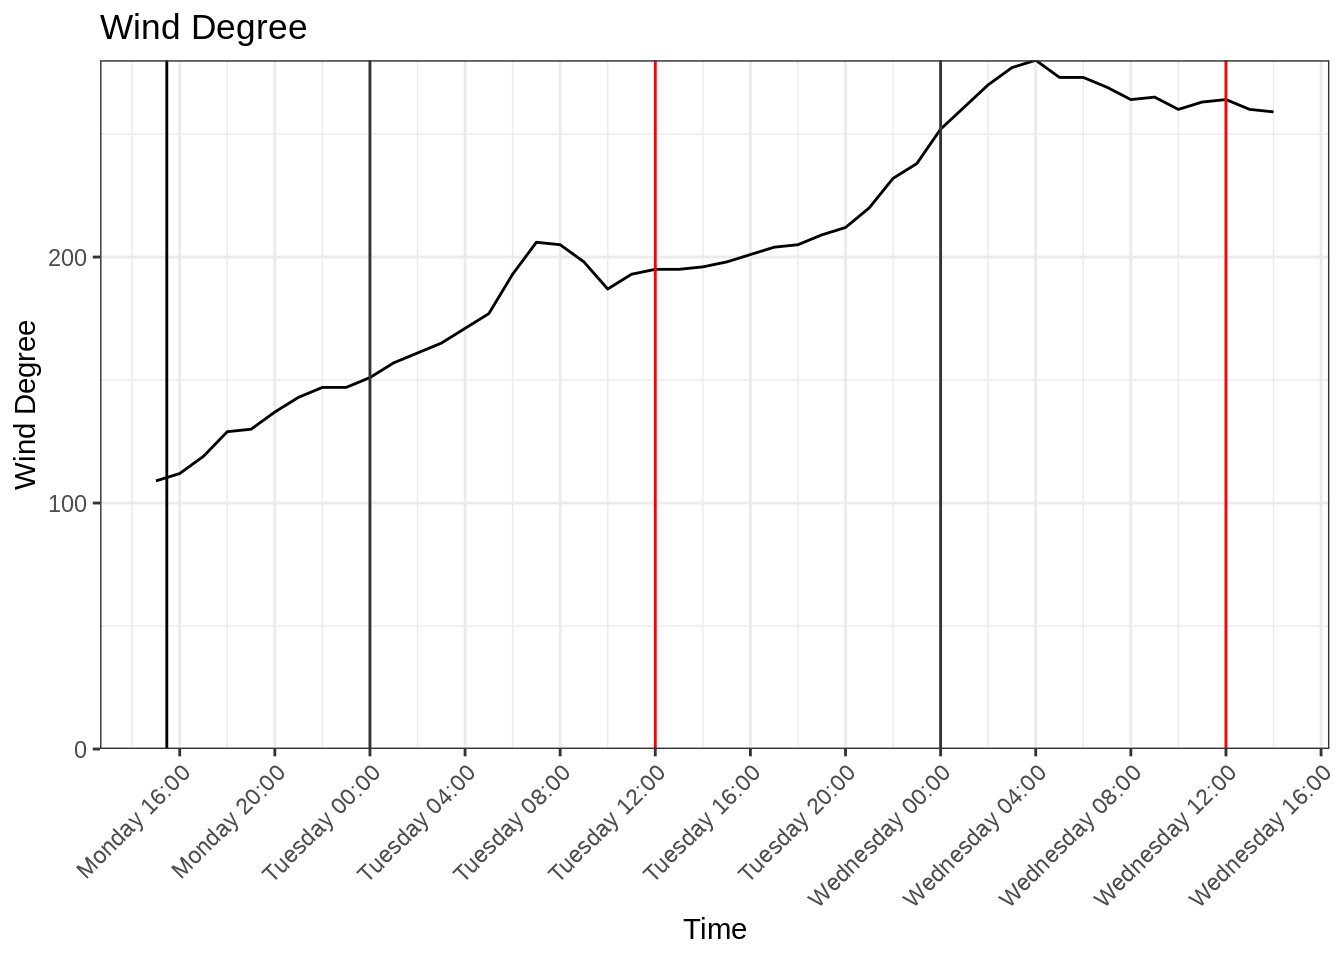 Wind Degree
Wind Degree
200
100
0
Monday 16:00
Monday 20:00
Tuesday 00:00
Tuesday 04:00
Tuesday 08:00
Tuesday 12:00
Tuesday 16:00
Tuesday 20:00
Wednesday 00:00
Wednesday 04:00
Wednesday 08:00
Wednesday 12:00
Wednesday 16:00
Time